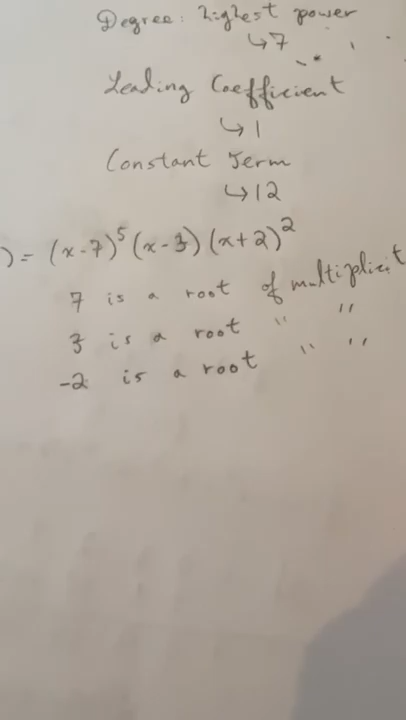 Degree: highest power
↳7
Leading Coefficient
↳1
Constant Term
↳12
) = (x-7)⁵(x-3)(x+2)²
7 is a root of multiplicit
3 is a root " "
-2 is a root " "